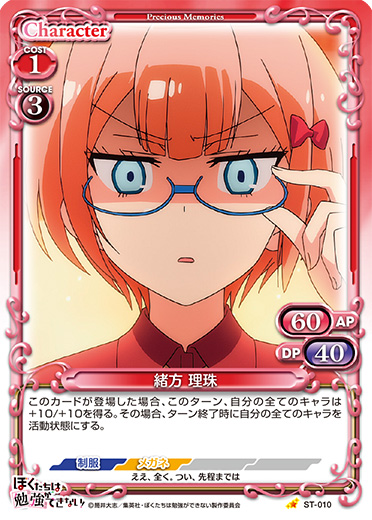 Precious Memories
Character
COST
1
SOURCE
3
60 AP
DP 40
緒方 理珠
このカードが登場した場合、このターン、自分の全てのキャラは
+10/+10を得る。その場合、ターン終了時に自分の全てのキャラを
活動状態にする。
制服 メガネ
ええ、全く。つい、先程までは
ぼくたちは
勉強ができない
©筒井大志／集英社・ぼくたちは勉強ができない製作委員会
ST-010